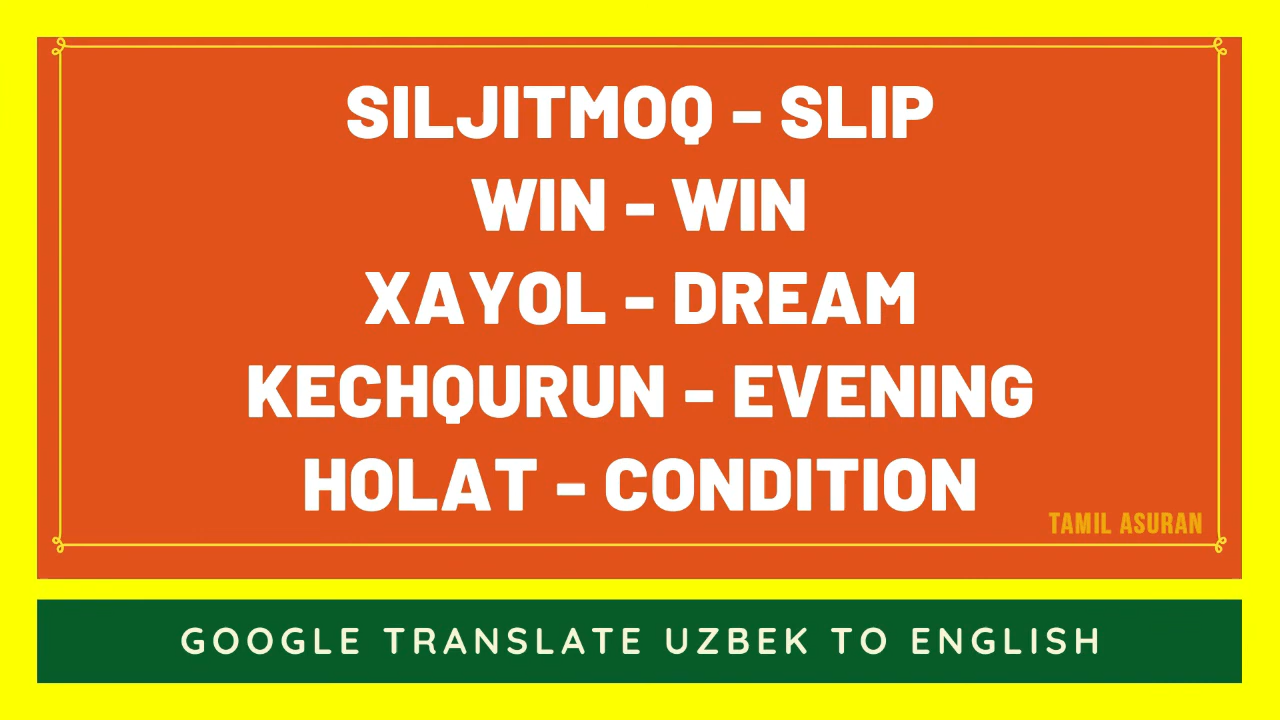 SILJITMOQ - SLIP
WIN - WIN
XAYOL - DREAM
KECHQURUN - EVENING
HOLAT - CONDITION
TAMIL ASURAN
GOOGLE TRANSLATE UZBEK TO ENGLISH